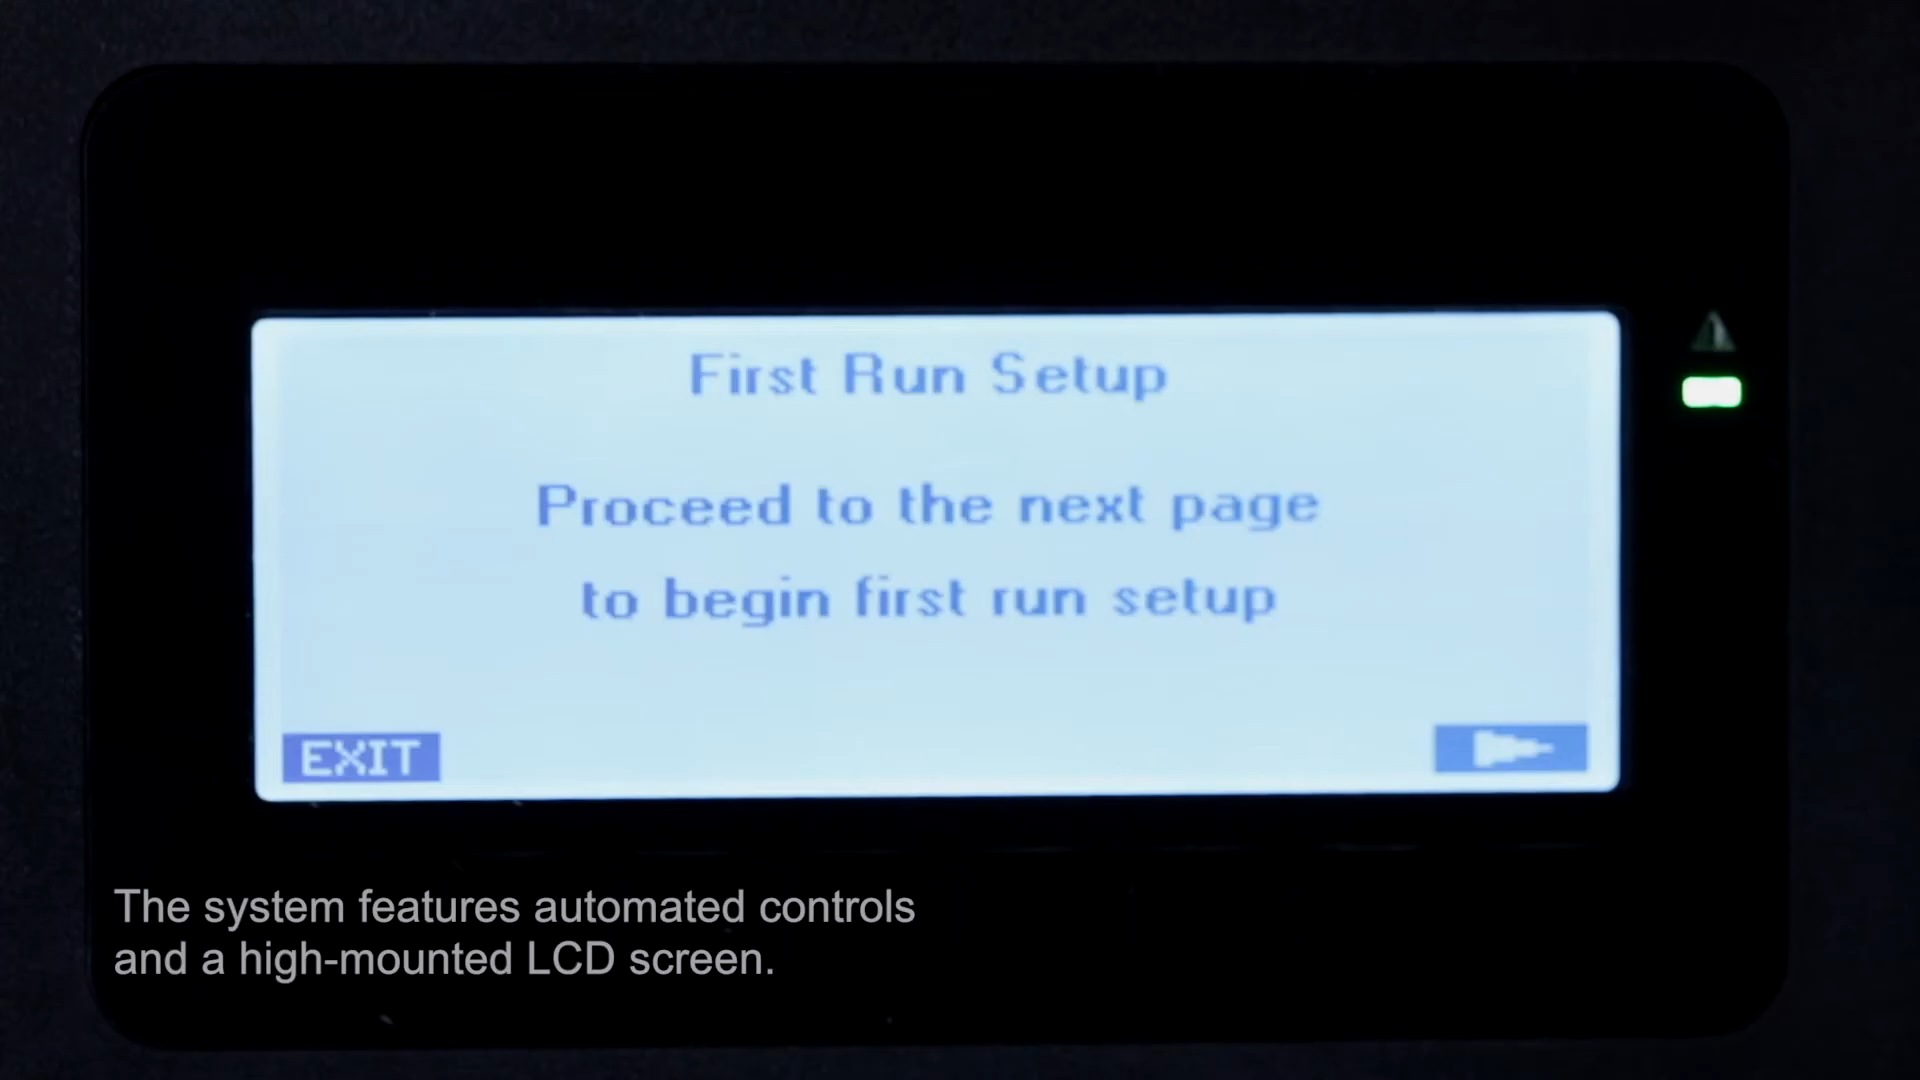 First Run Setup
Proceed to the next page
to begin first run setup
EXIT
The system features automated controls
and a high-mounted LCD screen.